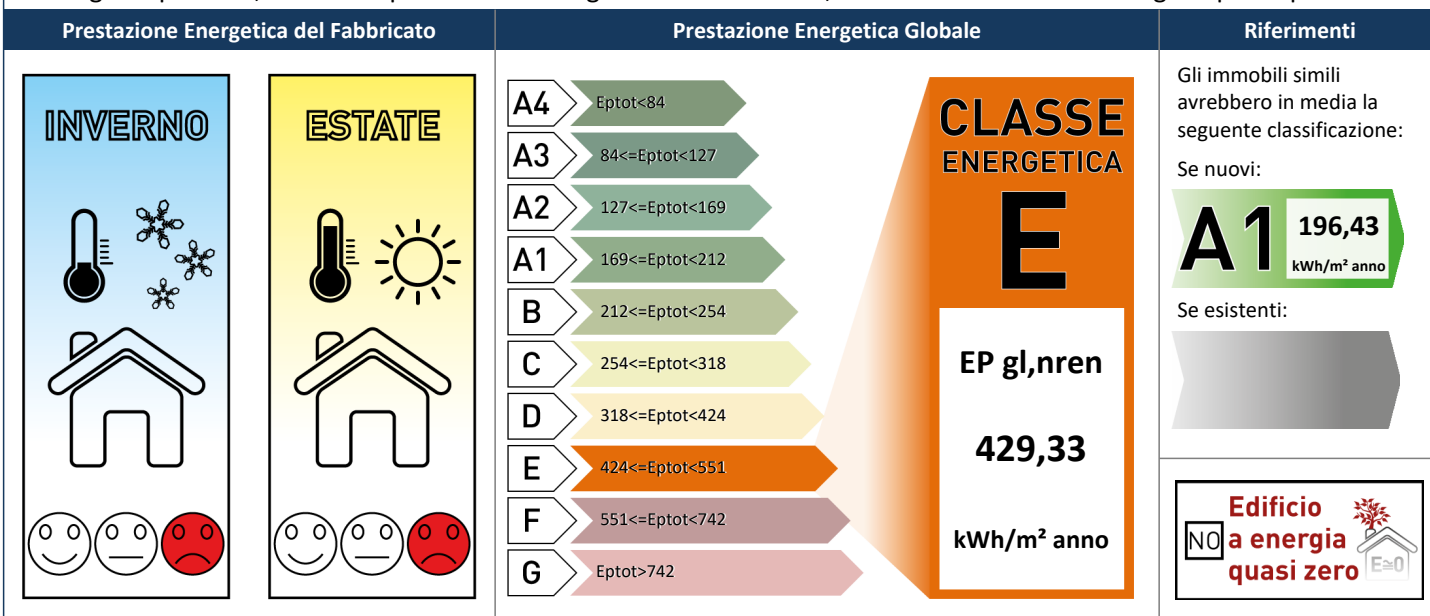 Prestazione Energetica del Fabbricato
Prestazione Energetica Globale
Riferimenti
INVERNO
ESTATE
A4 Eptot<84
A3 84<=Eptot<127
A2 127<=Eptot<169
A1 169<=Eptot<212
B 212<=Eptot<254
C 254<=Eptot<318
D 318<=Eptot<424
E 424<=Eptot<551
F 551<=Eptot<742
G Eptot>742
CLASSE
ENERGETICA
E
EP gl,nren
429,33
kWh/m² anno
Gli immobili simili
avrebbero in media la
seguente classificazione:
Se nuovi:
A1
196,43
kWh/m² anno
Se esistenti:
Edificio
NO a energia
quasi zero
E≅0